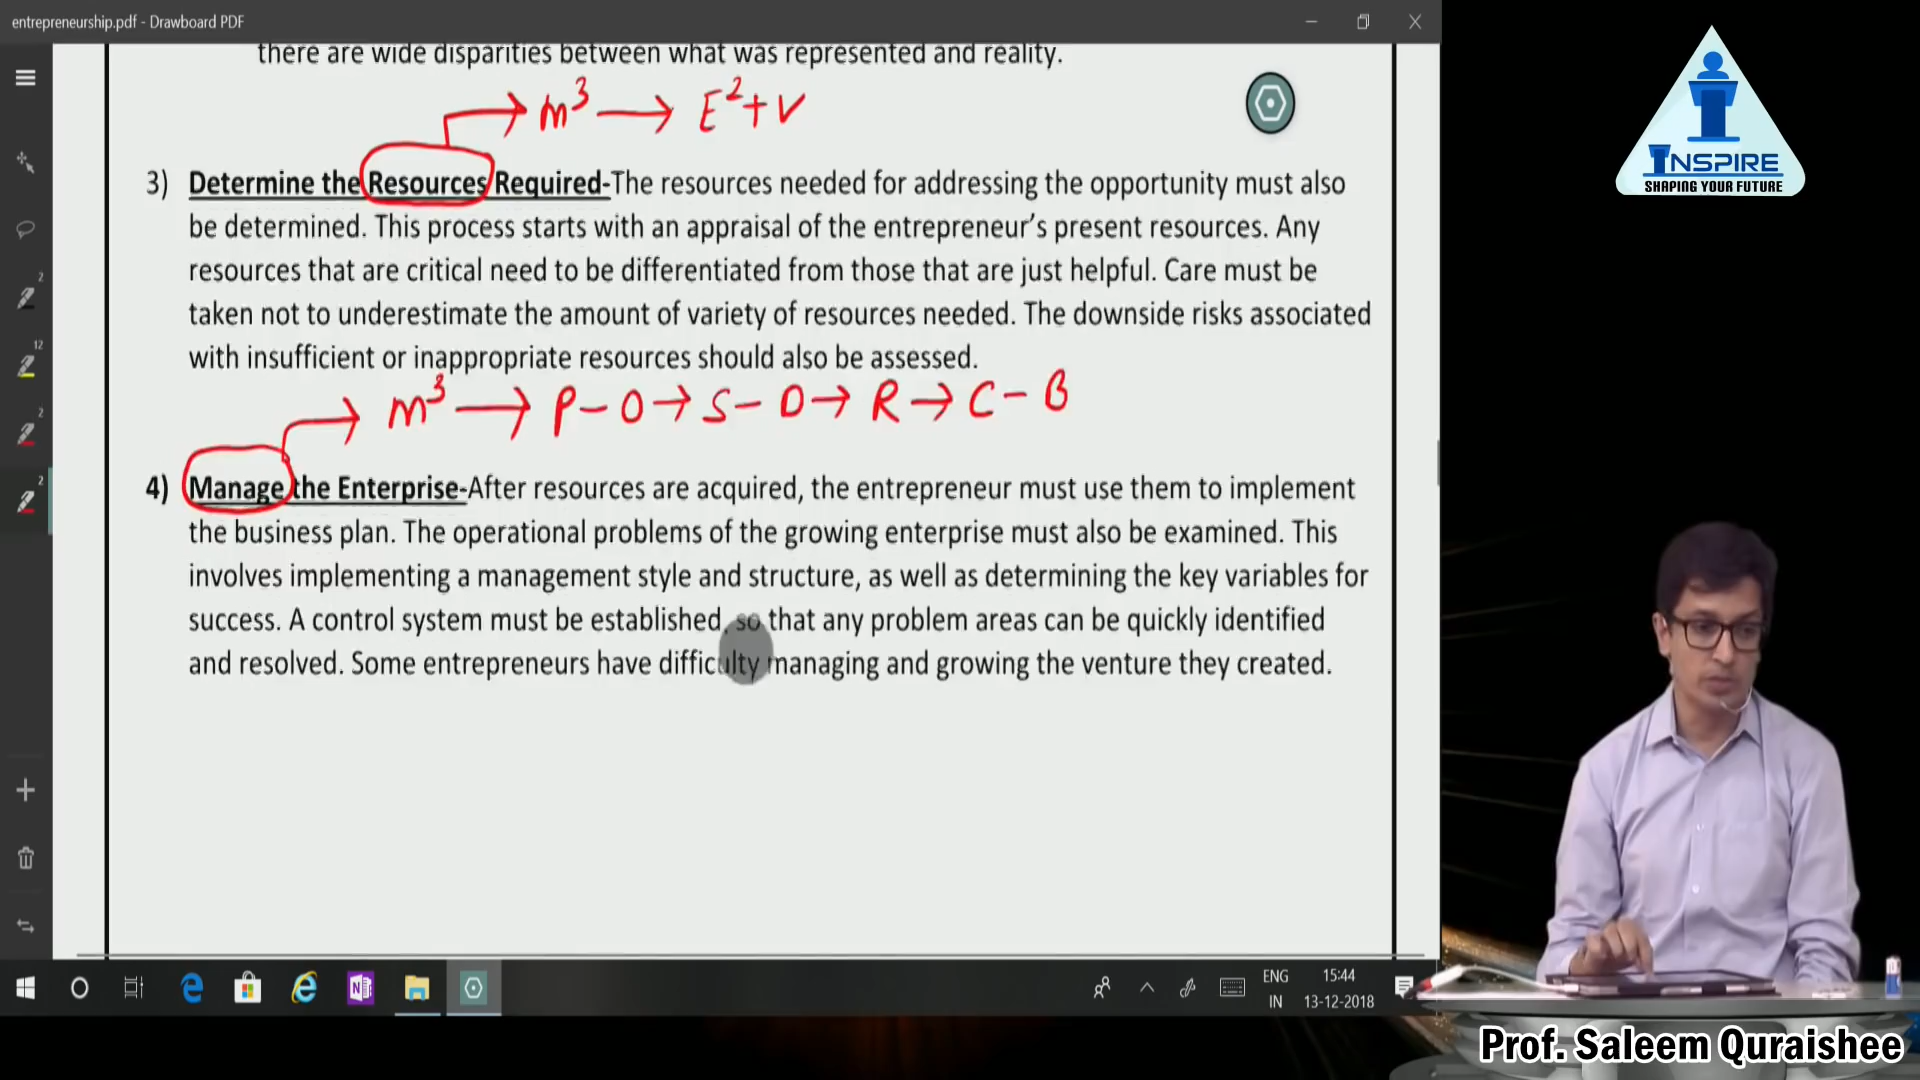 entrepreneurship.pdf - Drawboard PDF
there are wide disparities between what was represented and reality.
m³ → E²+V
3) Determine the Resources Required-The resources needed for addressing the opportunity must also
be determined. This process starts with an appraisal of the entrepreneur's present resources. Any
resources that are critical need to be differentiated from those that are just helpful. Care must be
taken not to underestimate the amount of variety of resources needed. The downside risks associated
with insufficient or inappropriate resources should also be assessed.
m³ → P-O → S-D → R → C-B
4) Manage the Enterprise-After resources are acquired, the entrepreneur must use them to implement
the business plan. The operational problems of the growing enterprise must also be examined. This
involves implementing a management style and structure, as well as determining the key variables for
success. A control system must be established, so that any problem areas can be quickly identified
and resolved. Some entrepreneurs have difficulty managing and growing the venture they created.
2
12
2
2
ENG
IN
15:44
13-12-2018
INSPIRE
SHAPING YOUR FUTURE
Prof. Saleem Quraishee